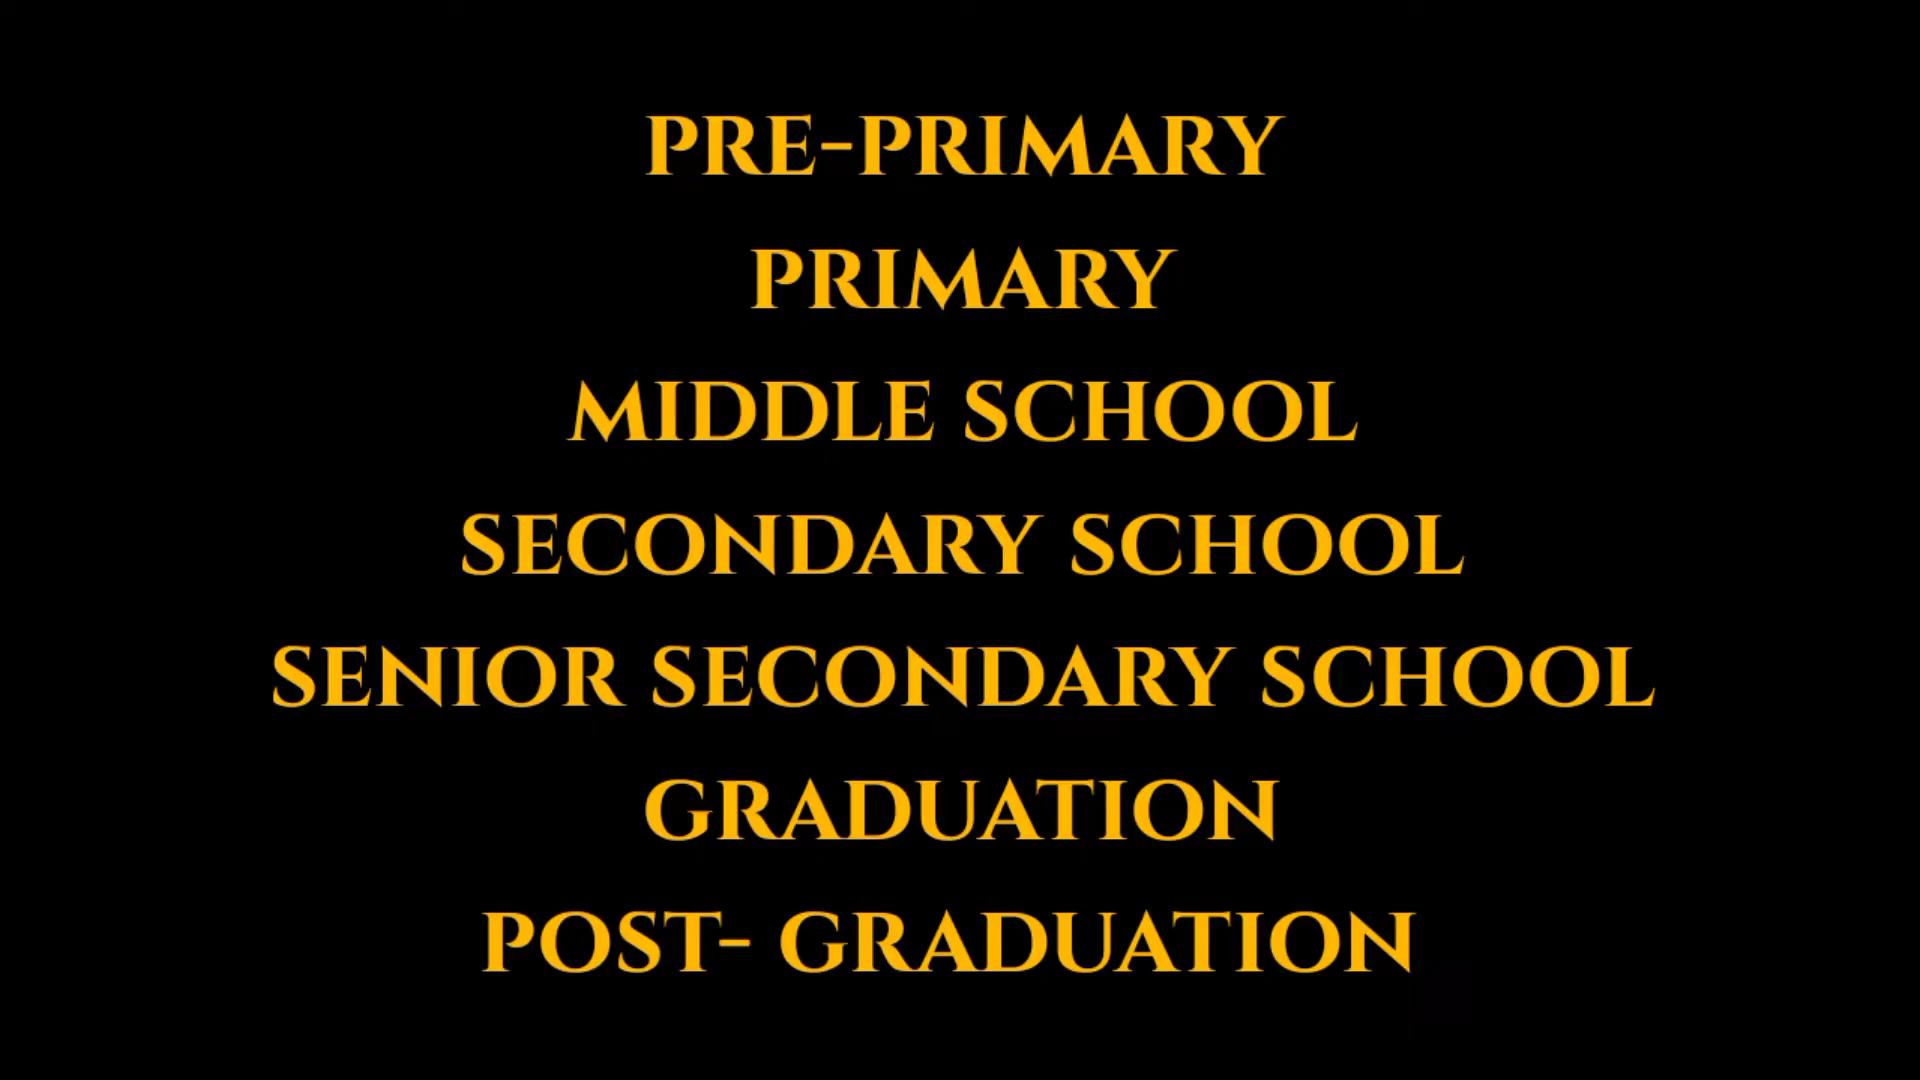 PRE-PRIMARY
PRIMARY
MIDDLE SCHOOL
SECONDARY SCHOOL
SENIOR SECONDARY SCHOOL
GRADUATION
POST- GRADUATION